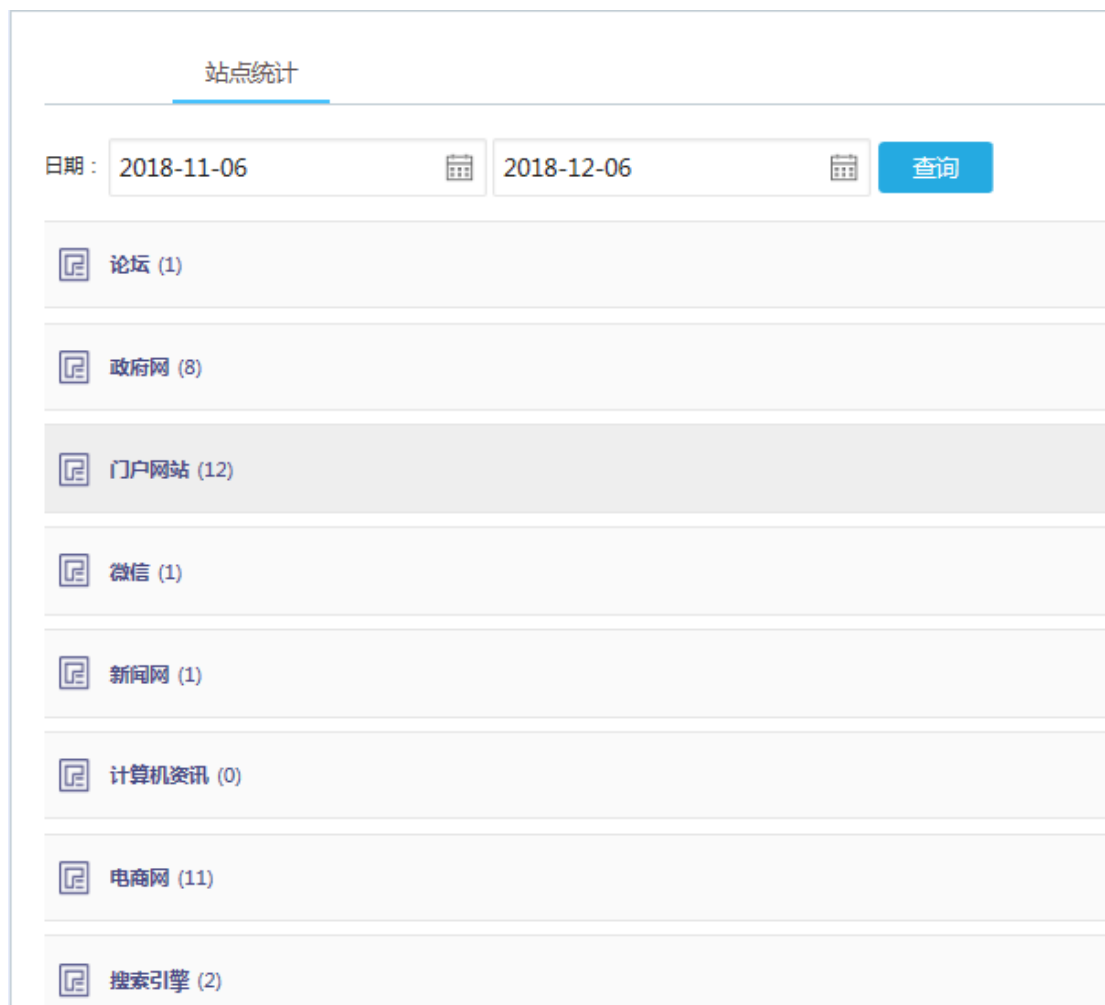 站点统计
日期： 2018-11-06 2018-12-06 查询
论坛 (1)
政府网 (8)
门户网站 (12)
微信 (1)
新闻网 (1)
计算机资讯 (0)
电商网 (11)
搜索引擎 (2)